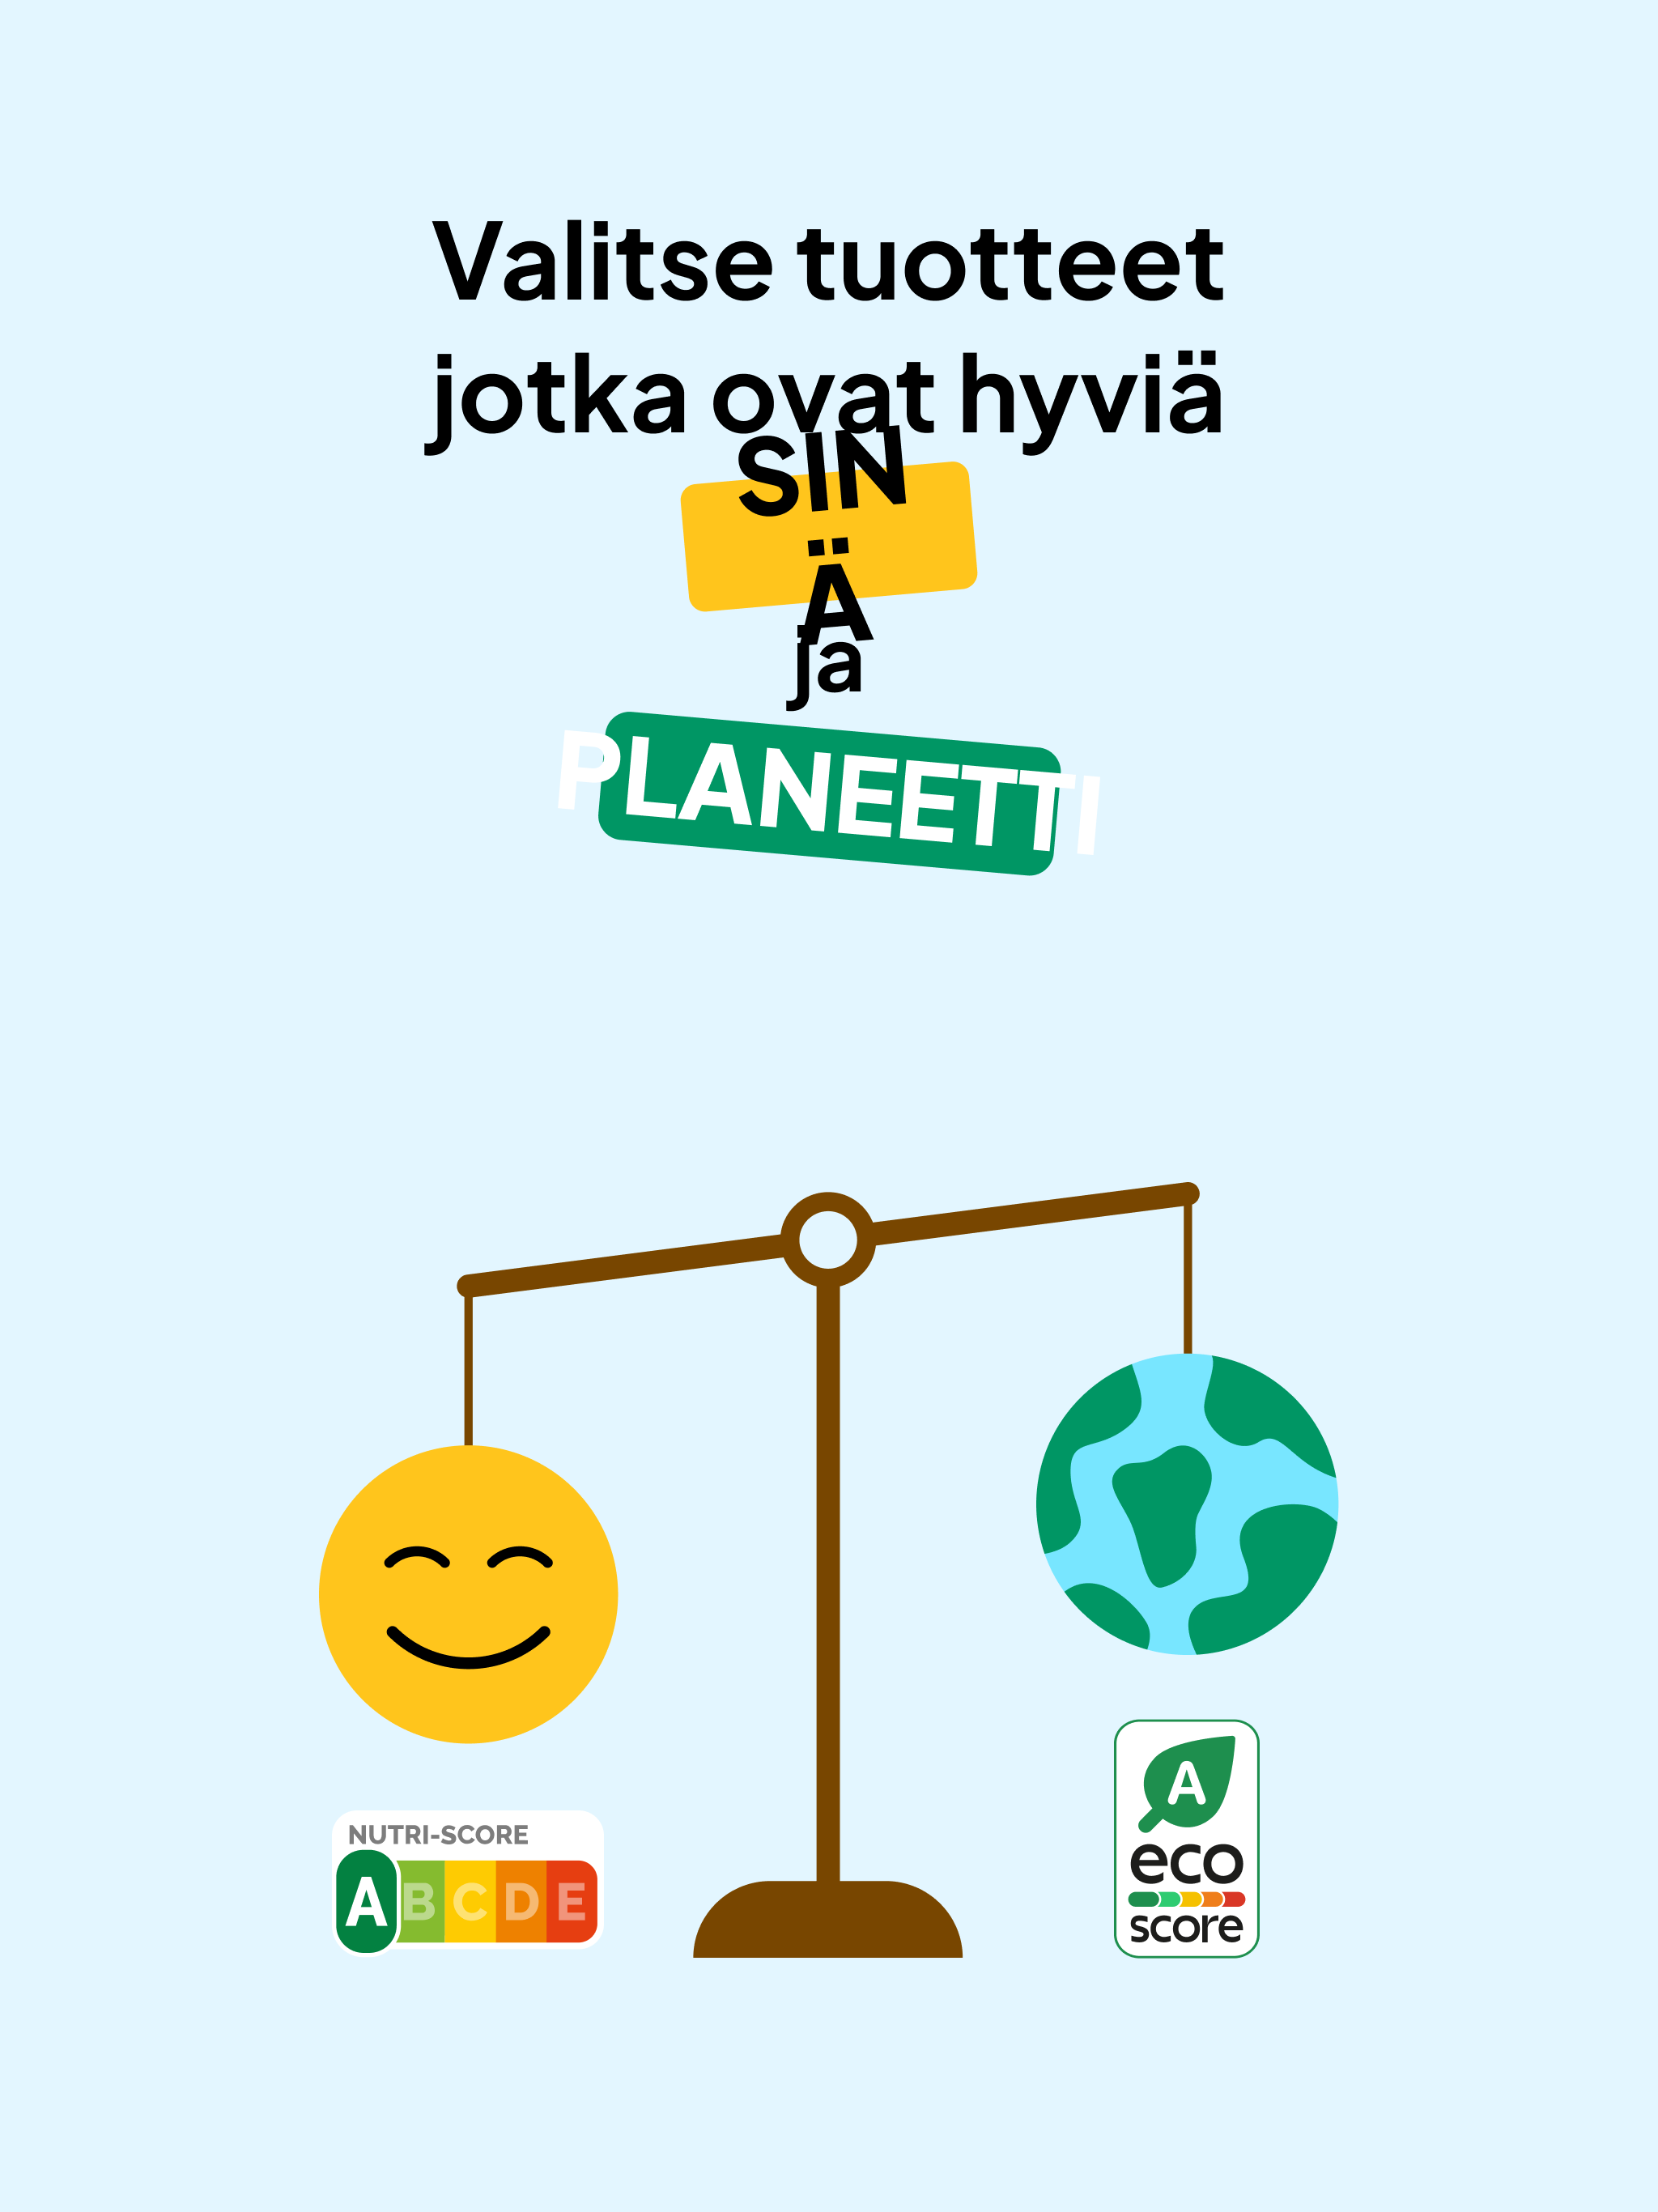 Valitse tuotteet
jotka ovat hyviä
SIN
Ä
ja
PLANEETTI
NUTRI-SCORE
A B C D E
A
eco
score